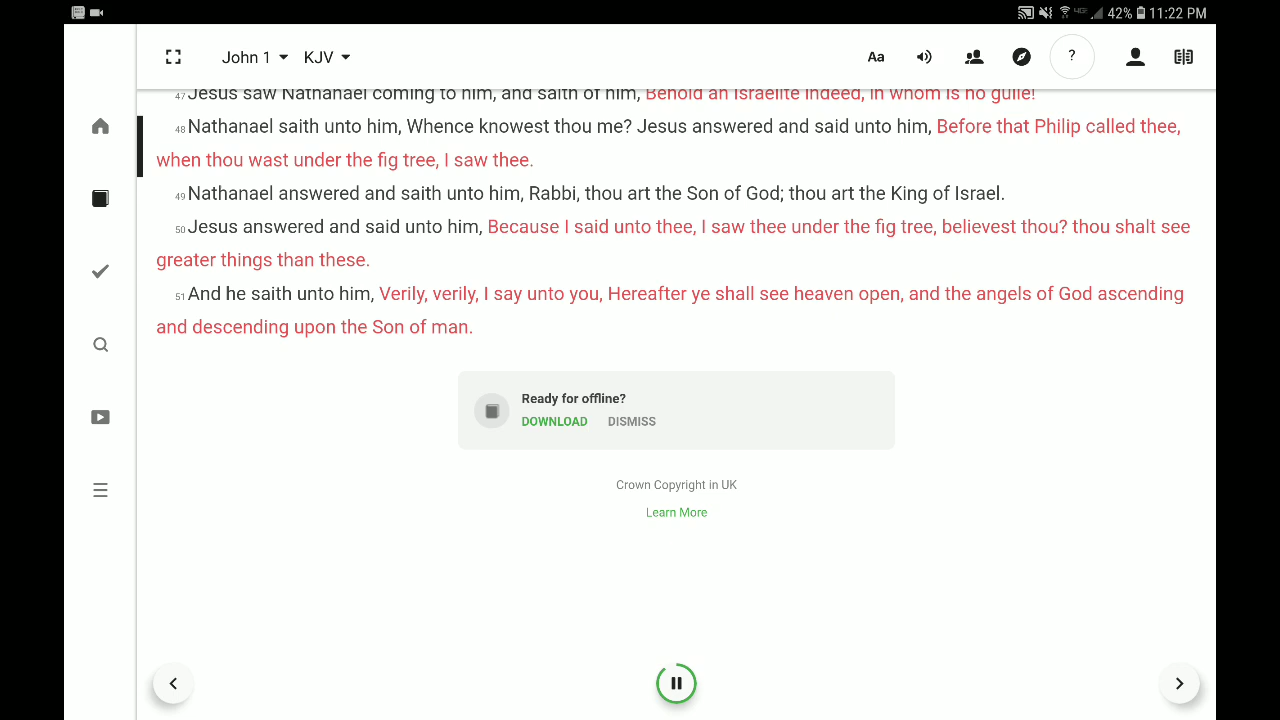 42% 11:22 PM
John 1 KJV Aa ?
47 Jesus saw Nathanael coming to him, and saith of him, Behold an Israelite indeed, in whom is no guile!
48 Nathanael saith unto him, Whence knowest thou me? Jesus answered and said unto him, Before that Philip called thee,
when thou wast under the fig tree, I saw thee.
49 Nathanael answered and saith unto him, Rabbi, thou art the Son of God; thou art the King of Israel.
50 Jesus answered and said unto him, Because I said unto thee, I saw thee under the fig tree, believest thou? thou shalt see
greater things than these.
51 And he saith unto him, Verily, verily, I say unto you, Hereafter ye shall see heaven open, and the angels of God ascending
and descending upon the Son of man.
Ready for offline?
DOWNLOAD DISMISS
Crown Copyright in UK
Learn More